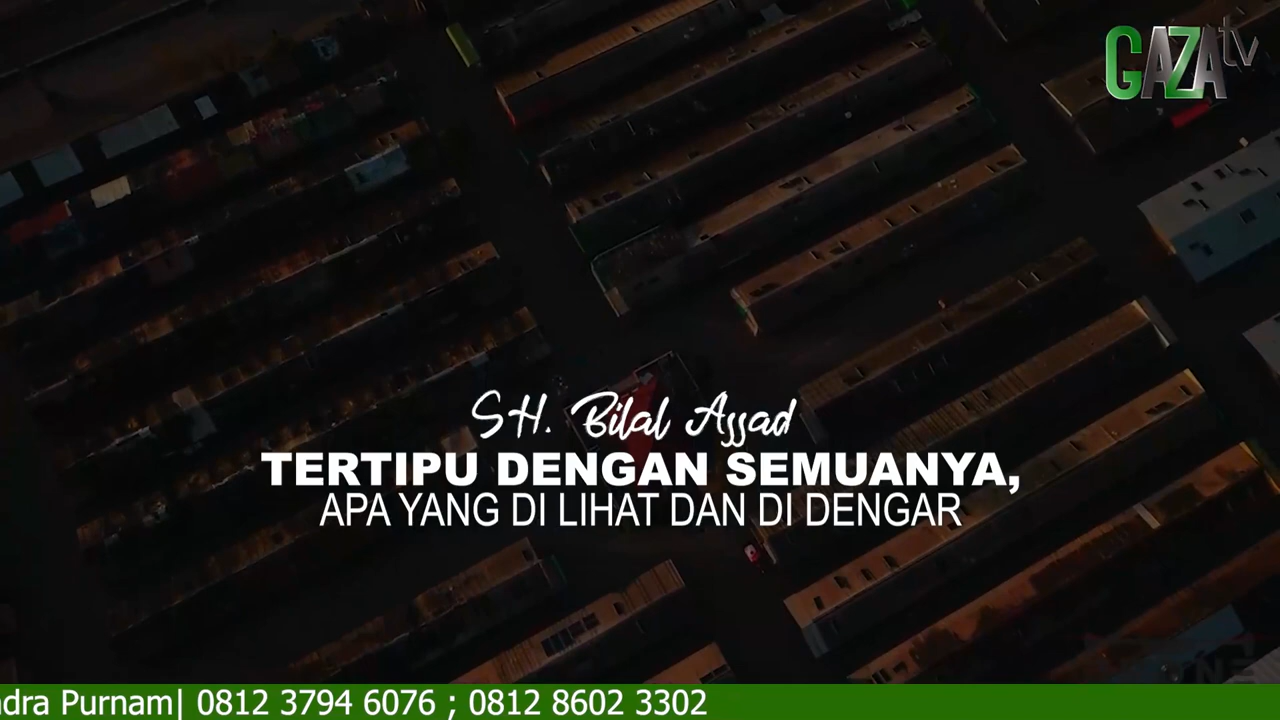 GAZA tv
SH. Bilal Assad
TERTIPU DENGAN SEMUANYA,
APA YANG DI LIHAT DAN DI DENGAR
ndra Purnam| 0812 3794 6076 ; 0812 8602 3302